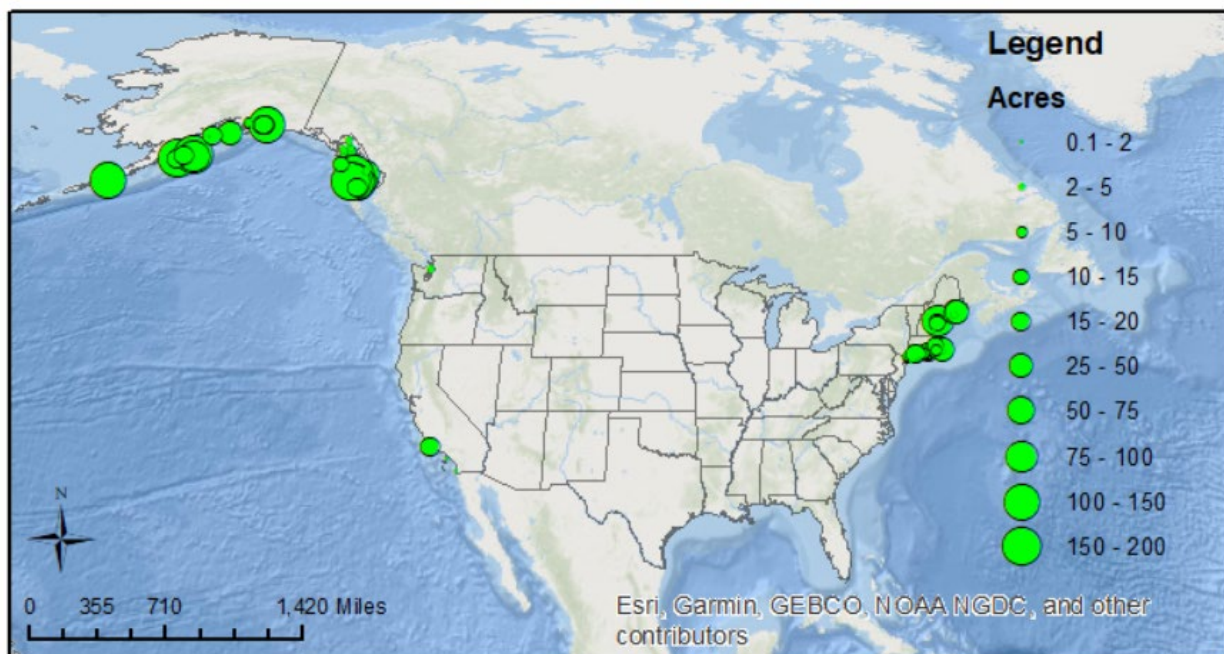 Legend
Acres
0.1 - 2
2 - 5
5 - 10
10 - 15
15 - 20
25 - 50
50 - 75
75 - 100
100 - 150
150 - 200
N
0 355 710 1,420 Miles
Esri, Garmin, GEBCO, NOAA NGDC, and other
contributors